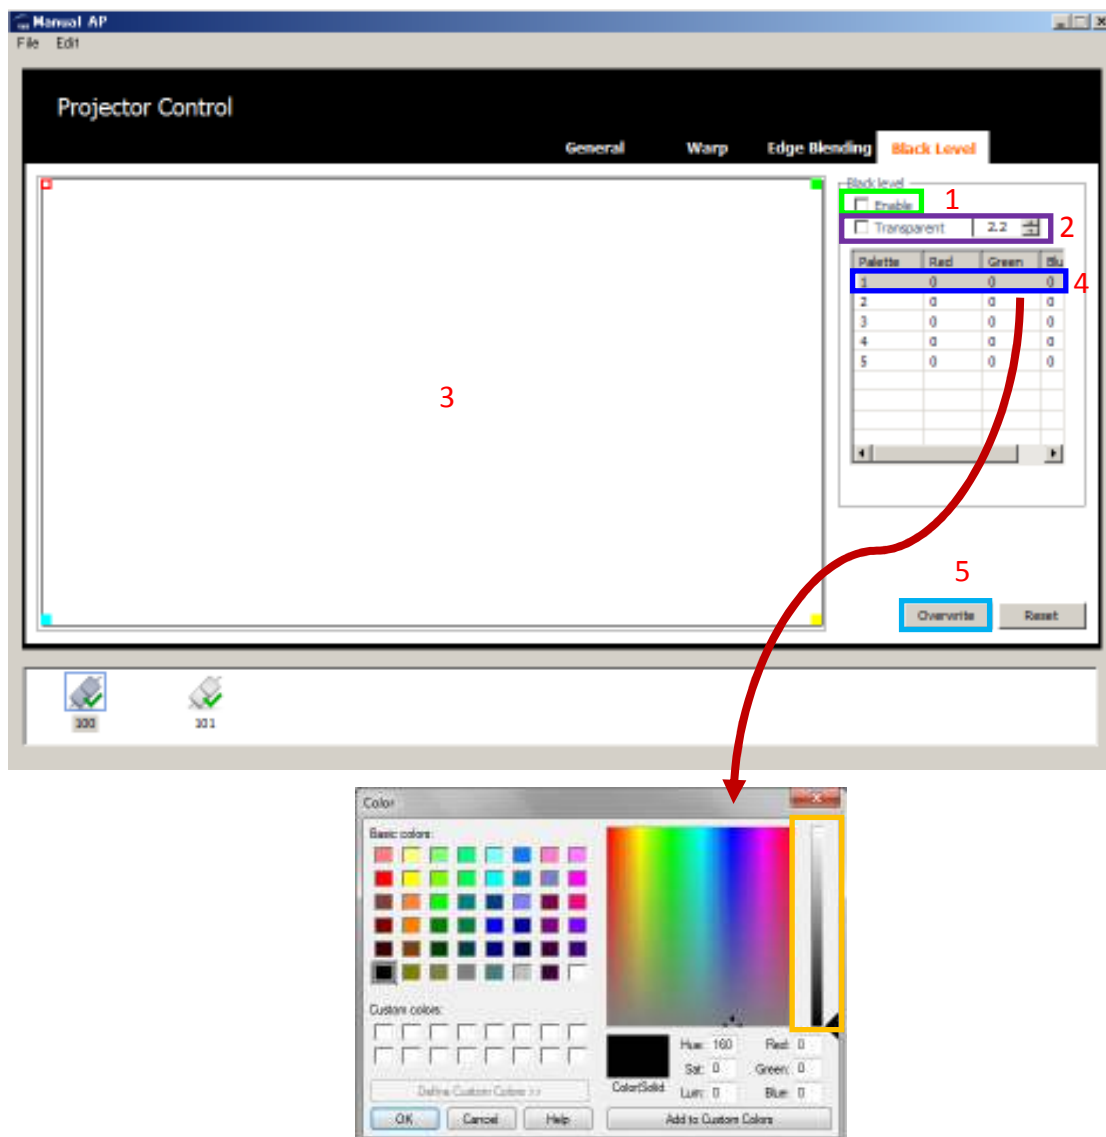 Manual AP
File Edit
Projector Control
General Warp Edge Blending Black Level
Black level
Enable 1
Transparent 2.2 2
Palette Red Green Blu
1 0 0 0 4
2 0 0 0
3 0 0 0
4 0 0 0
5 0 0 0
3
5
Overwrite Reset
100 101
Color
Basic colors:
Custom colors:
Hue: 160 Red: 0
Sat: 0 Green: 0
Color|Solid Lum: 0 Blue: 0
Define Custom Colors >>
OK Cancel Help Add to Custom Colors